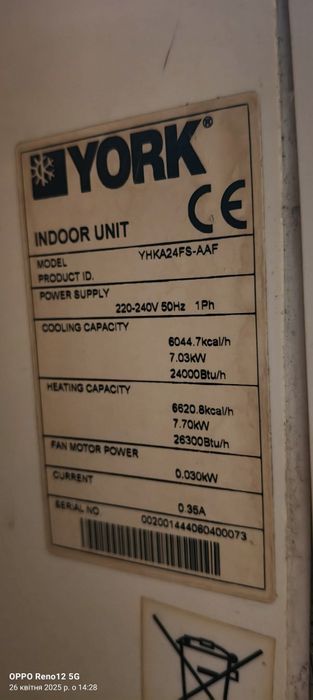 YORK®
CE
INDOOR UNIT
MODEL YHKA24FS-AAF
PRODUCT ID.
POWER SUPPLY
220-240V 50Hz 1Ph
COOLING CAPACITY
6044.7kcal/h
7.03kW
24000Btu/h
HEATING CAPACITY
6620.8kcal/h
7.70kW
26300Btu/h
FAN MOTOR POWER
0.030kW
CURRENT
0.35A
SERIAL NO
002001444060400073
OPPO Reno12 5G
26 квітня 2025 р. о 14:28